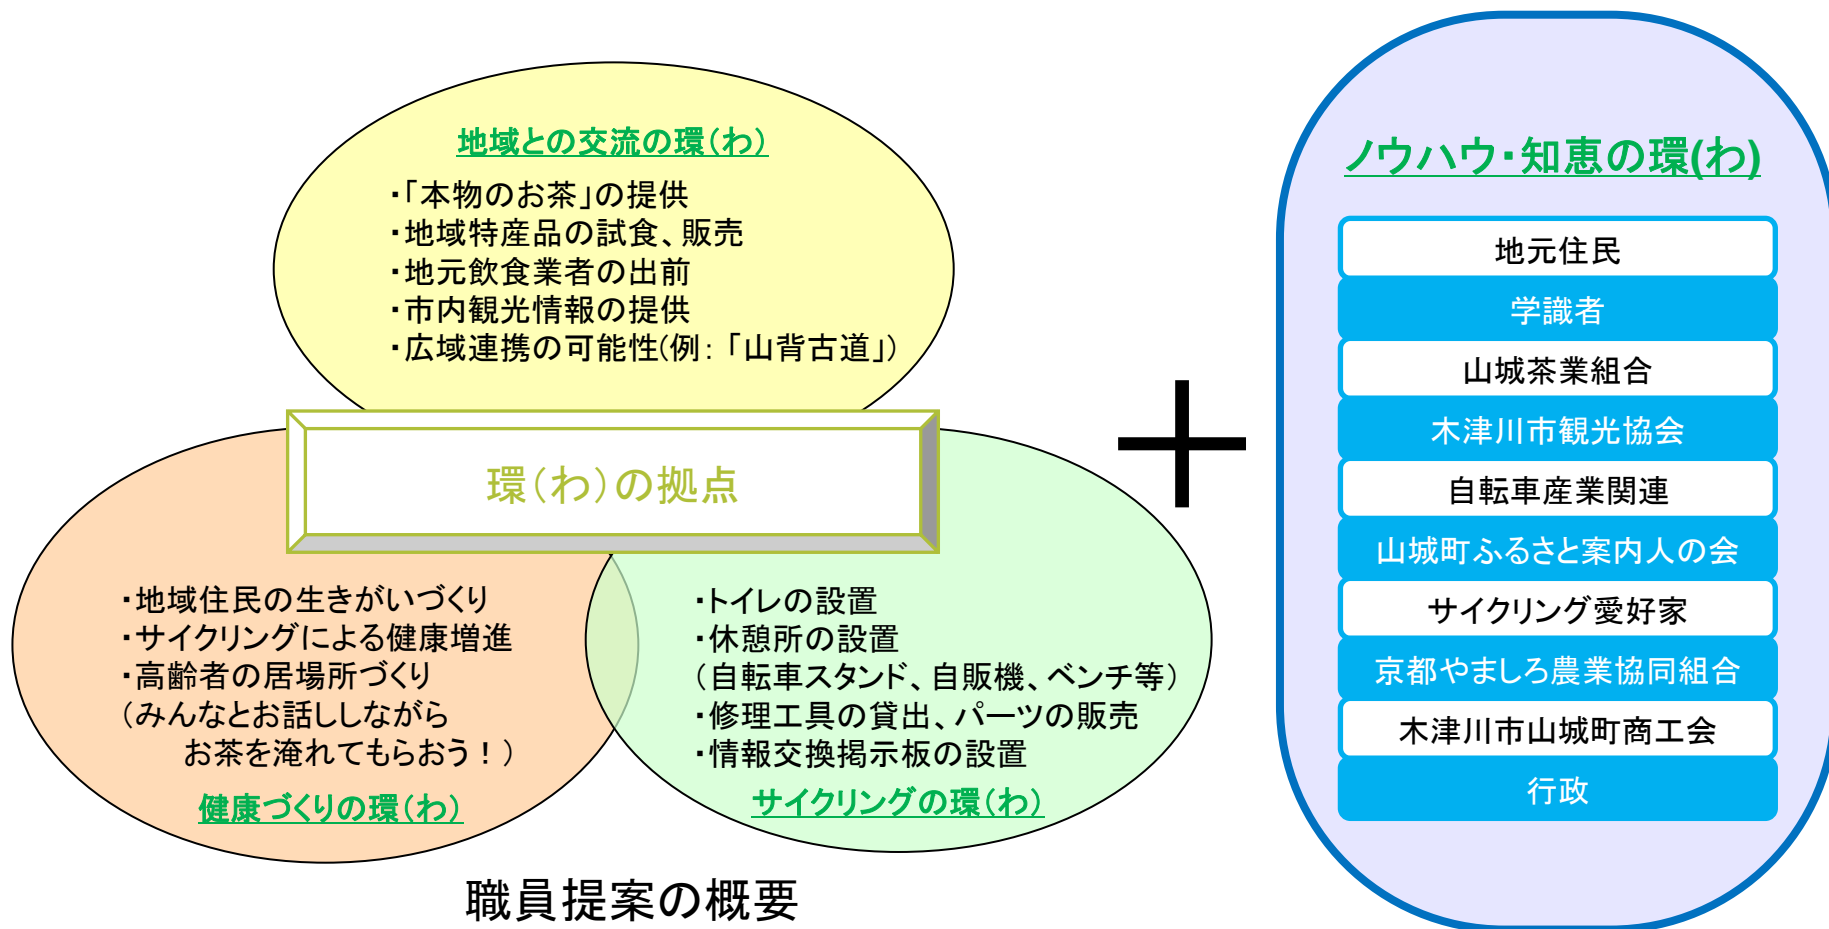 地域との交流の環(わ)
・「本物のお茶」の提供
・地域特産品の試食、販売
・地元飲食業者の出前
・市内観光情報の提供
・広域連携の可能性(例:「山背古道」)
環(わ)の拠点
・地域住民の生きがいづくり
・サイクリングによる健康増進
・高齢者の居場所づくり
(みんなとお話ししながら
お茶を淹れてもらおう!)
健康づくりの環(わ)
・トイレの設置
・休憩所の設置
(自転車スタンド、自販機、ベンチ等)
・修理工具の貸出、パーツの販売
・情報交換掲示板の設置
サイクリングの環(わ)
職員提案の概要
+
ノウハウ・知恵の環(わ)
地元住民
学識者
山城茶業組合
木津川市観光協会
自転車産業関連
山城町ふるさと案内人の会
サイクリング愛好家
京都やましろ農業協同組合
木津川市山城町商工会
行政